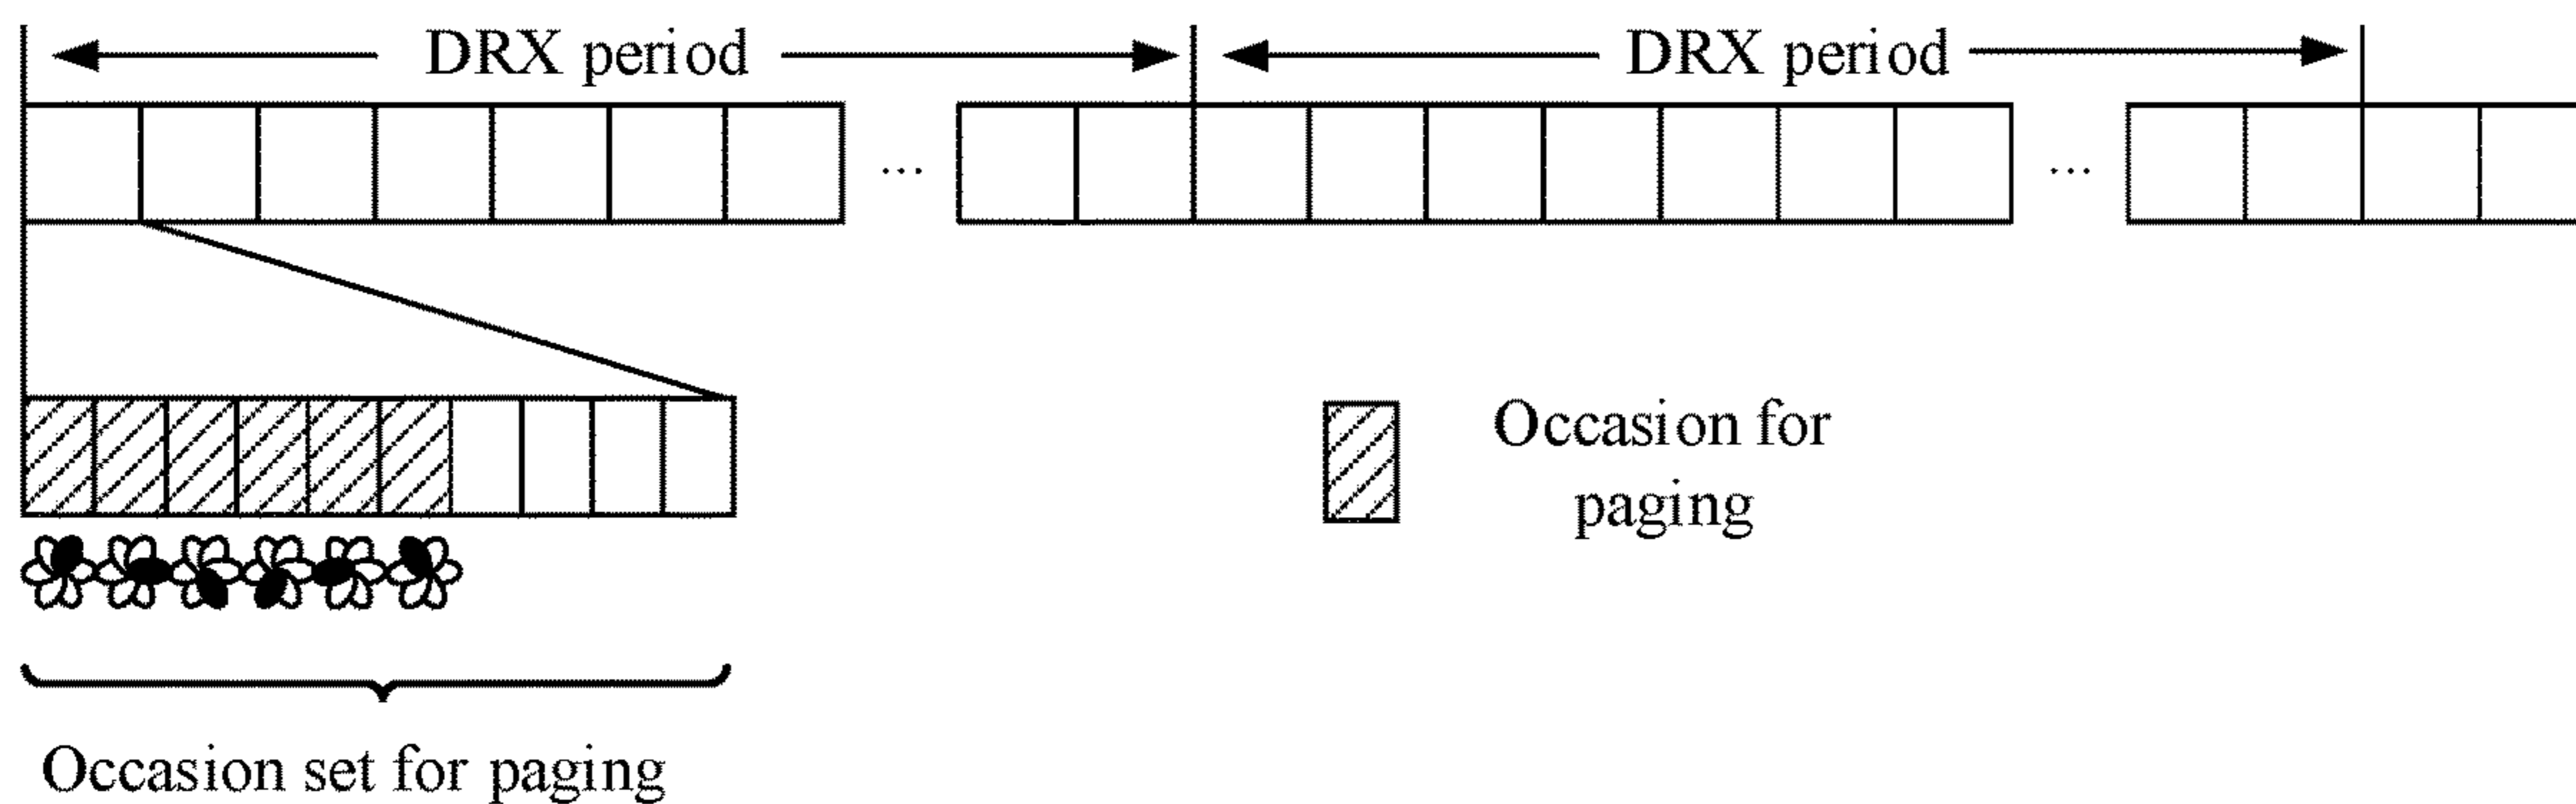 DRX period
DRX period
...
...
Occasion for
paging
Occasion set for paging